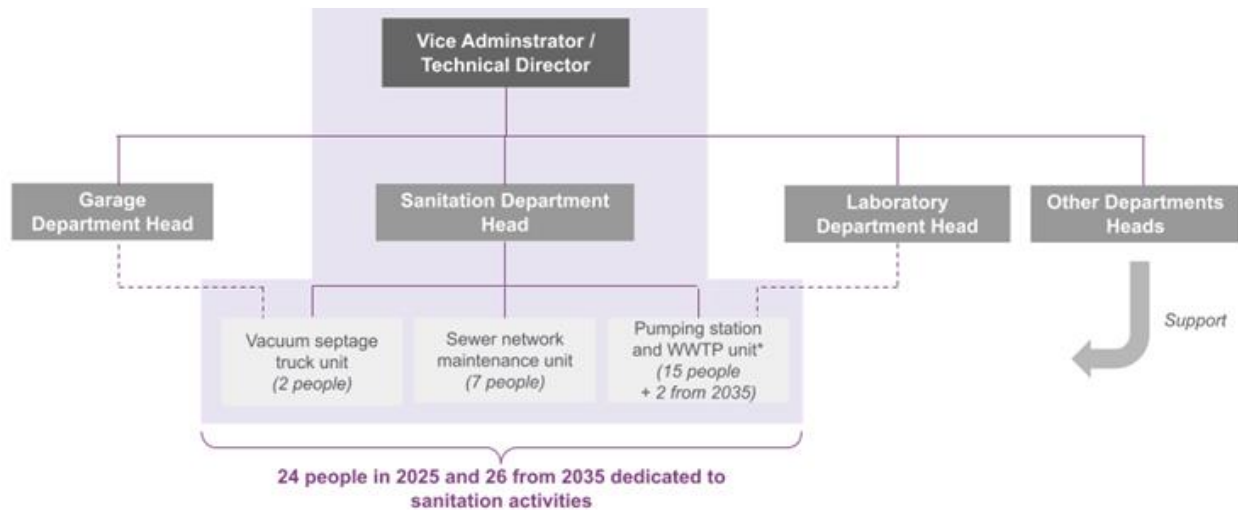 Vice Adminstrator /
Technical Director
Garage
Department Head
Sanitation Department
Head
Laboratory
Department Head
Other Departments
Heads
Vacuum septage
truck unit
(2 people)
Sewer network
maintenance unit
(7 people)
Pumping station
and WWTP unit*
(15 people
+ 2 from 2035)
Support
24 people in 2025 and 26 from 2035 dedicated to
sanitation activities